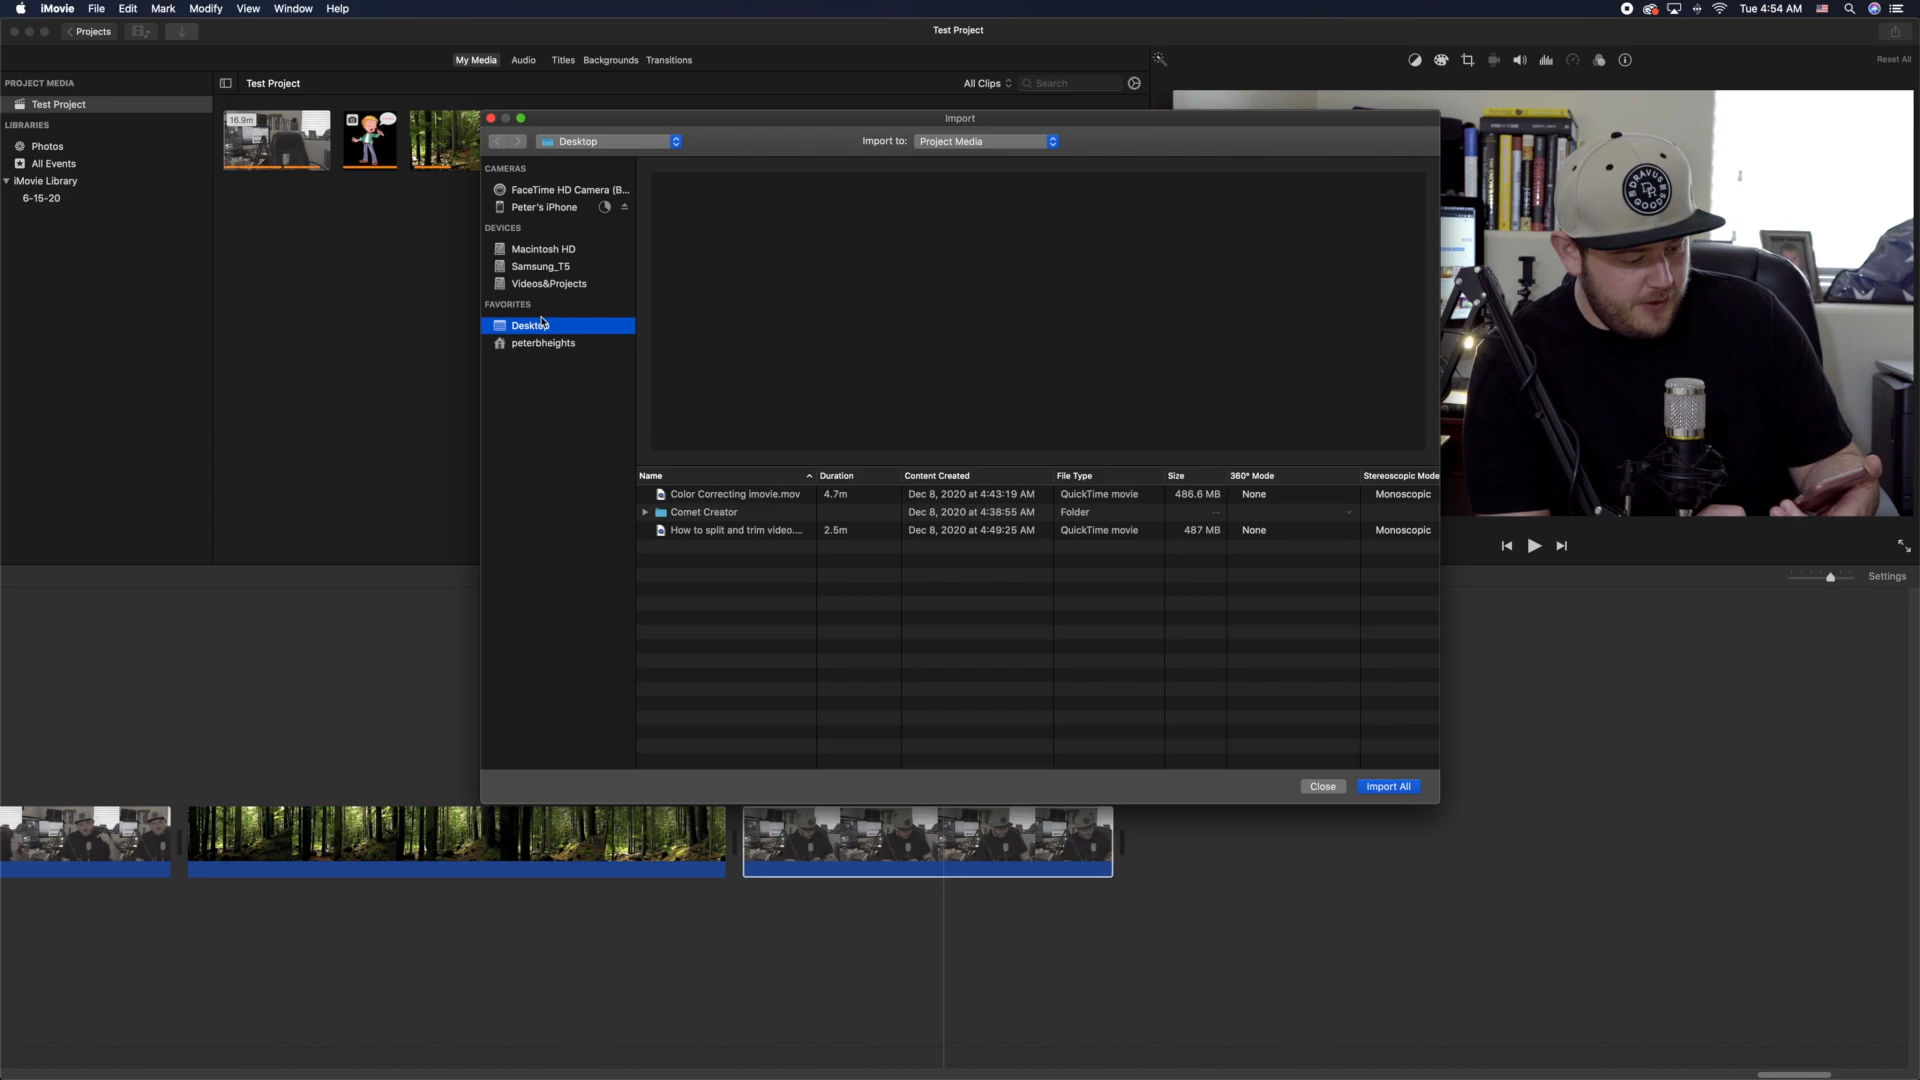 iMovie File Edit Mark Modify View Window Help Tue 4:54 AM
Projects Test Project
My Media Audio Titles Backgrounds Transitions Reset All
PROJECT MEDIA Test Project All Clips Search
Test Project
LIBRARIES
Photos
All Events
iMovie Library
6-15-20
16.9m
Import
Desktop Import to: Project Media
CAMERAS
FaceTime HD Camera (B...
Peter's iPhone
DEVICES
Macintosh HD
Samsung_T5
Videos&Projects
FAVORITES
Desktop
peterbheights
Name Duration Content Created File Type Size 360° Mode Stereoscopic Mode
Color Correcting imovie.mov 4.7m Dec 8, 2020 at 4:43:19 AM QuickTime movie 486.6 MB None Monoscopic
Comet Creator Dec 8, 2020 at 4:38:55 AM Folder --
How to split and trim video.... 2.5m Dec 8, 2020 at 4:49:25 AM QuickTime movie 487 MB None Monoscopic
Close Import All
DRAVUS
DR
GOODS
Settings